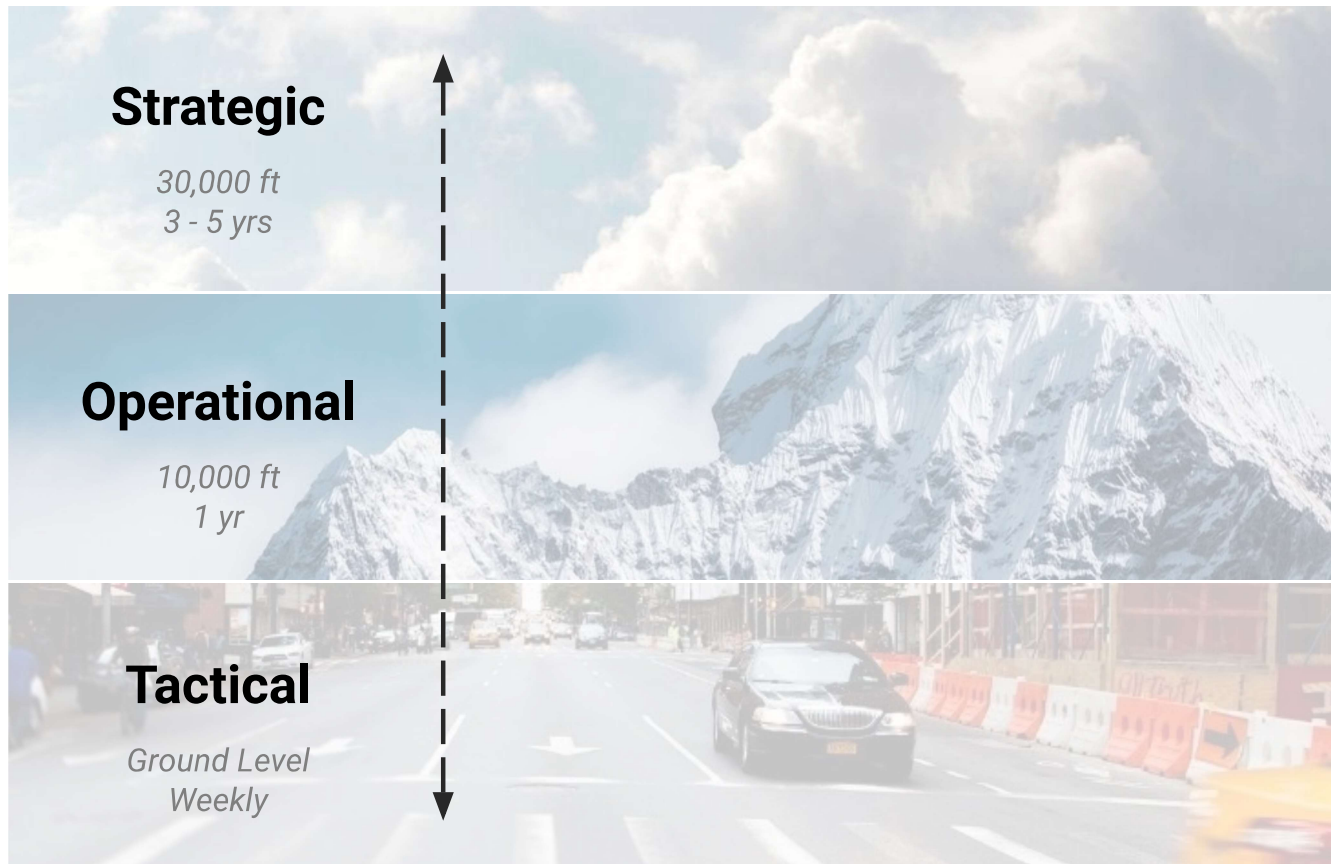 Strategic
30,000 ft
3 - 5 yrs
Operational
10,000 ft
1 yr
Tactical
Ground Level
Weekly